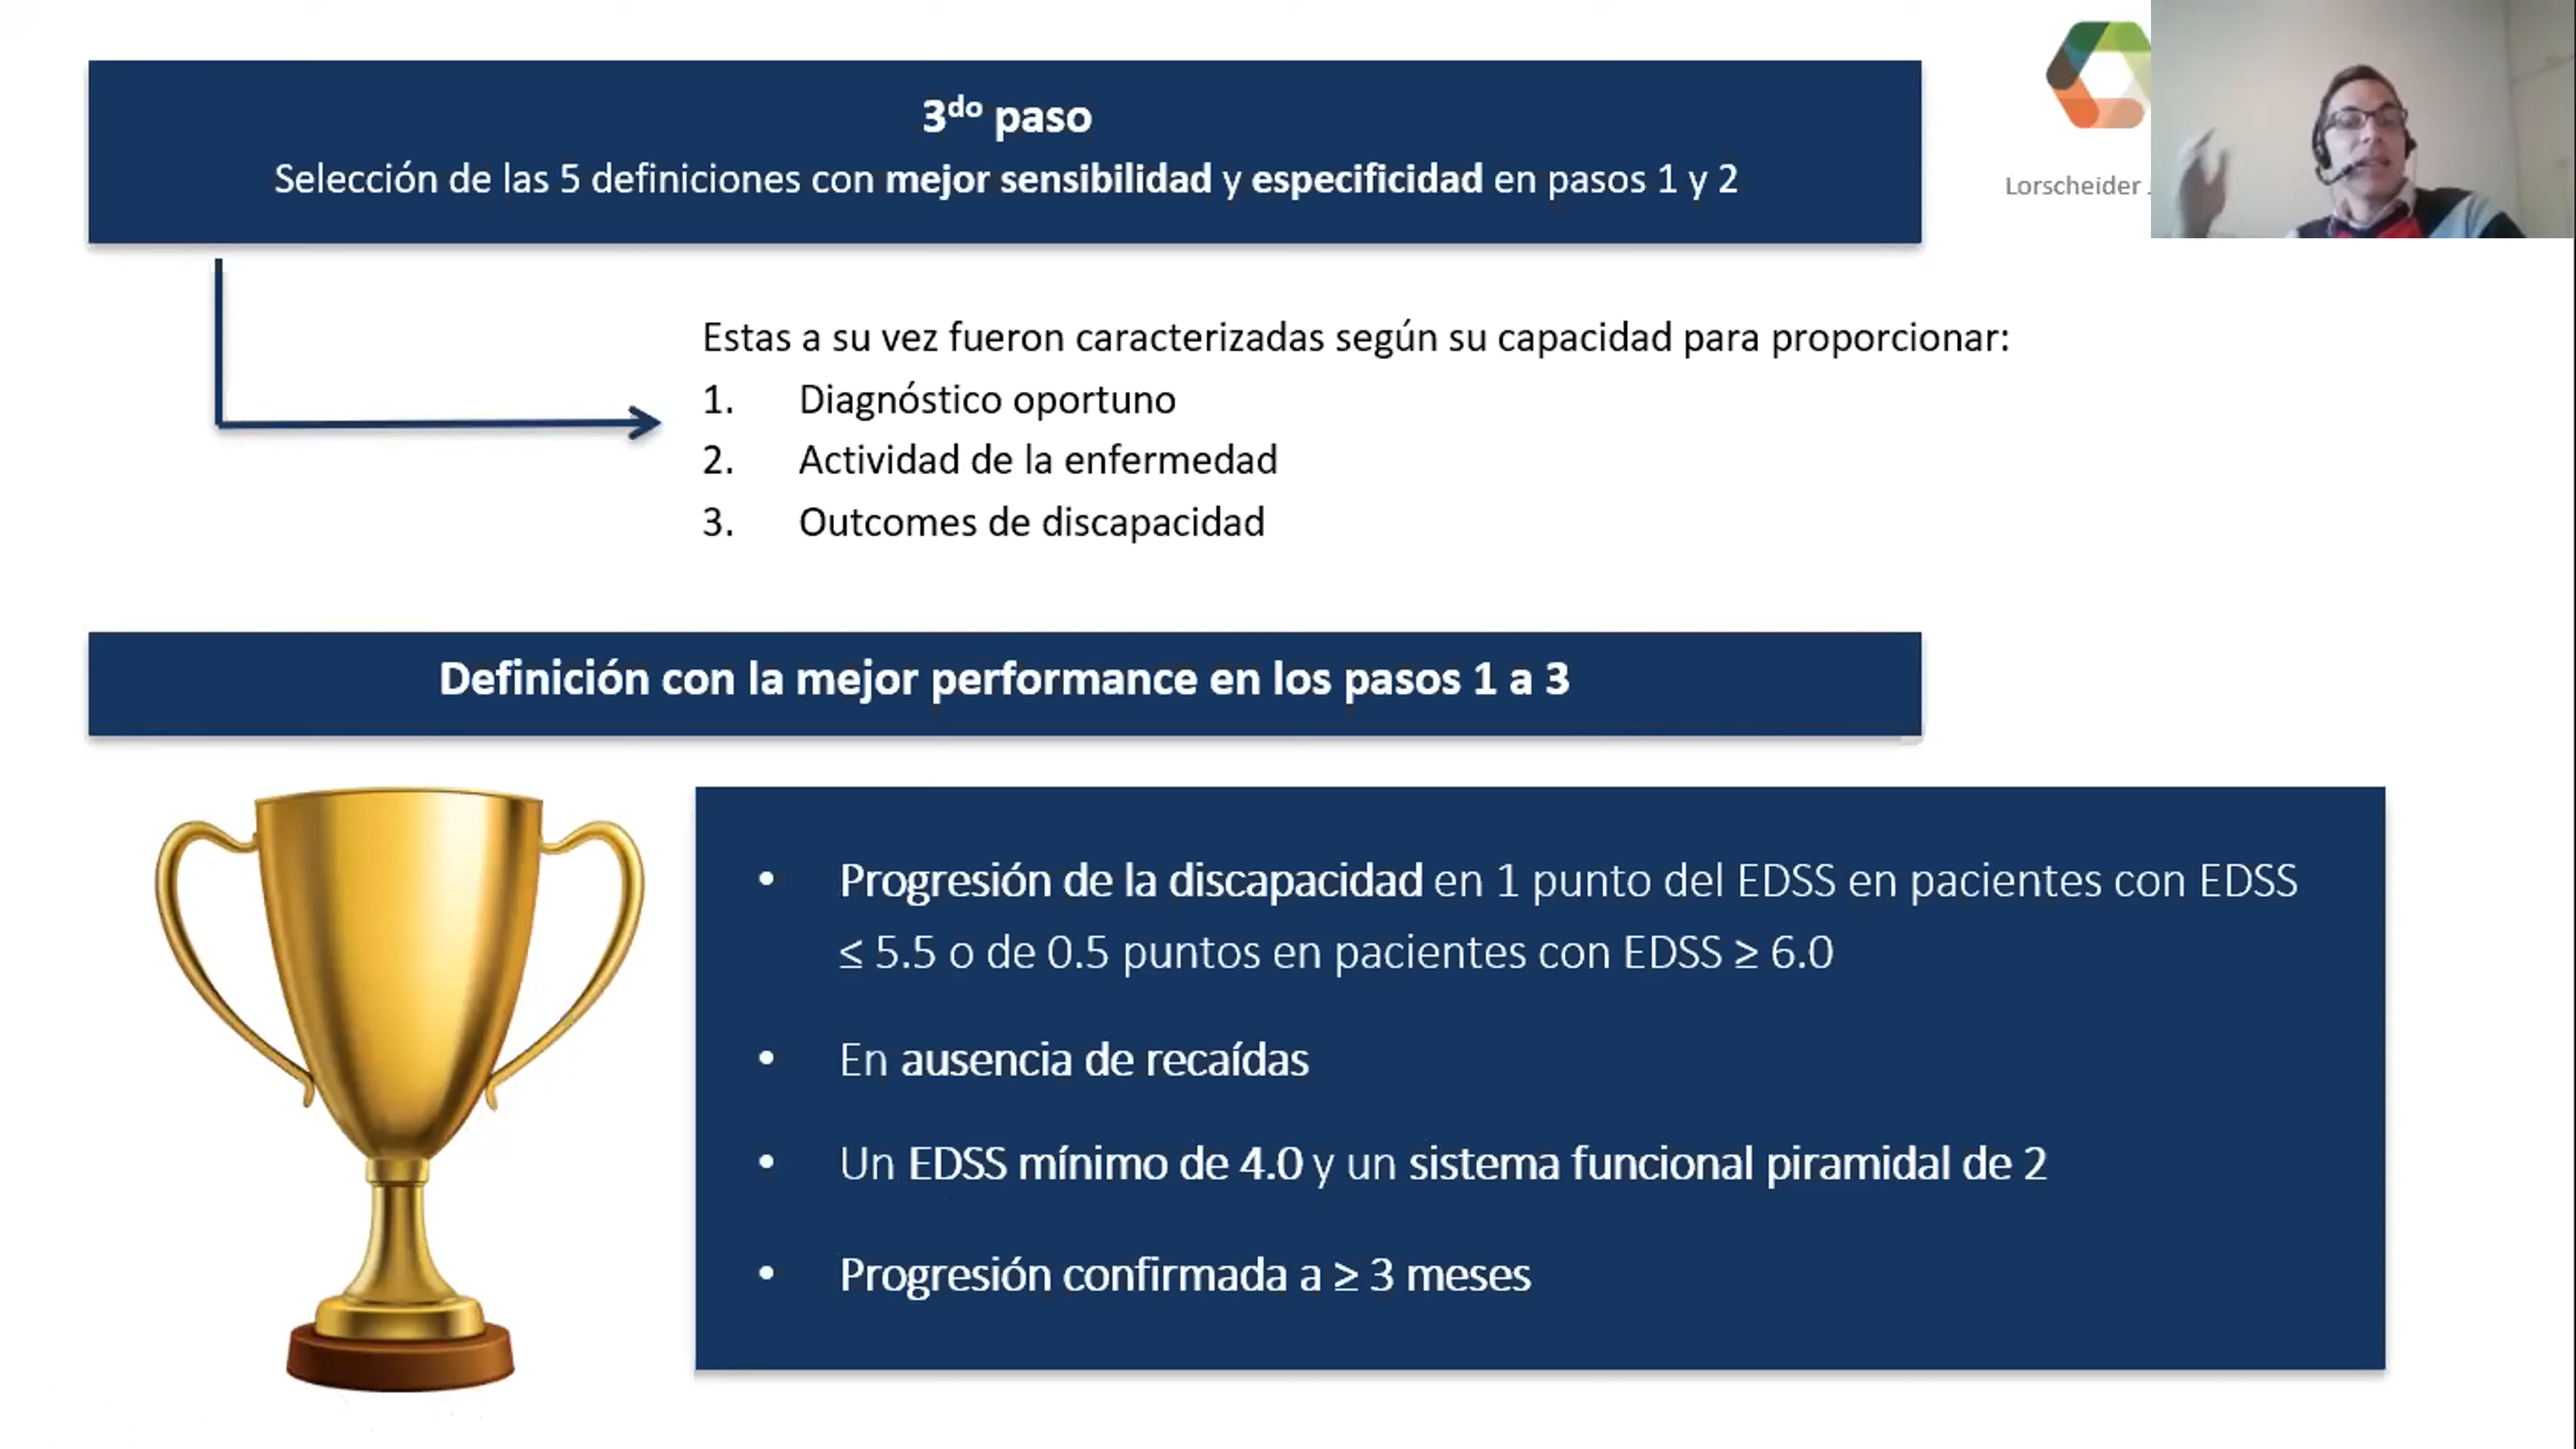 3do paso
Selección de las 5 definiciones con mejor sensibilidad y especificidad en pasos 1 y 2
Lorscheider
Estas a su vez fueron caracterizadas según su capacidad para proporcionar:
1. Diagnóstico oportuno
2. Actividad de la enfermedad
3. Outcomes de discapacidad
Definición con la mejor performance en los pasos 1 a 3
• Progresión de la discapacidad en 1 punto del EDSS en pacientes con EDSS
≤ 5.5 o de 0.5 puntos en pacientes con EDSS ≥ 6.0
• En ausencia de recaídas
• Un EDSS mínimo de 4.0 y un sistema funcional piramidal de 2
• Progresión confirmada a ≥ 3 meses